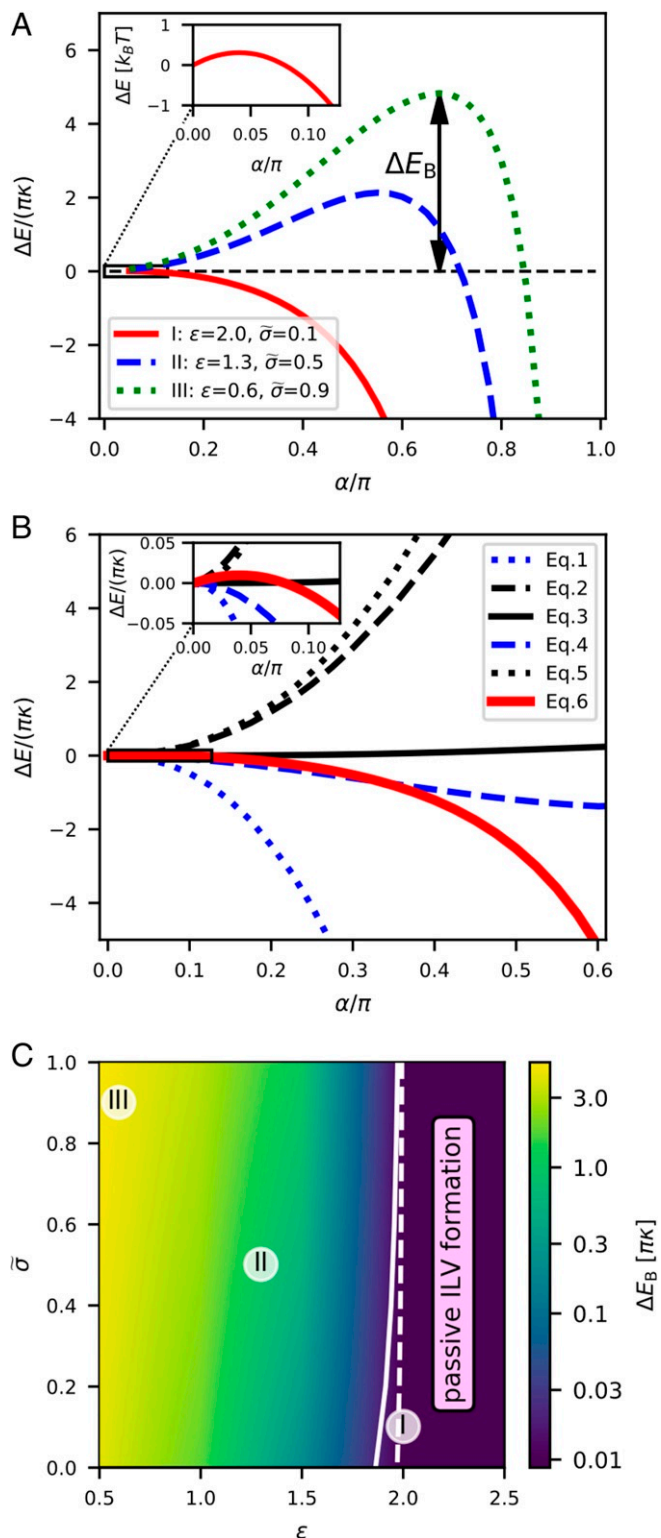 A
ΔE [k_BT]
1
0
−1
0.00 0.05 0.10
α/π
ΔE/(πκ)
6
4
2
0
−2
−4
ΔE_B
I: ε=2.0, σ̃=0.1
II: ε=1.3, σ̃=0.5
III: ε=0.6, σ̃=0.9
0.0 0.2 0.4 0.6 0.8 1.0
α/π
B
ΔE/(πκ)
0.05
0.00
−0.05
0.00 0.05 0.10
α/π
ΔE/(πκ)
6
4
2
0
−2
−4
Eq.1
Eq.2
Eq.3
Eq.4
Eq.5
Eq.6
0.0 0.1 0.2 0.3 0.4 0.5 0.6
α/π
C
σ̃
1.0
0.8
0.6
0.4
0.2
0.0
III
II
I
passive ILV formation
0.5 1.0 1.5 2.0 2.5
ε
3.0
1.0
0.3
0.1
0.03
0.01
ΔE_B [πκ]